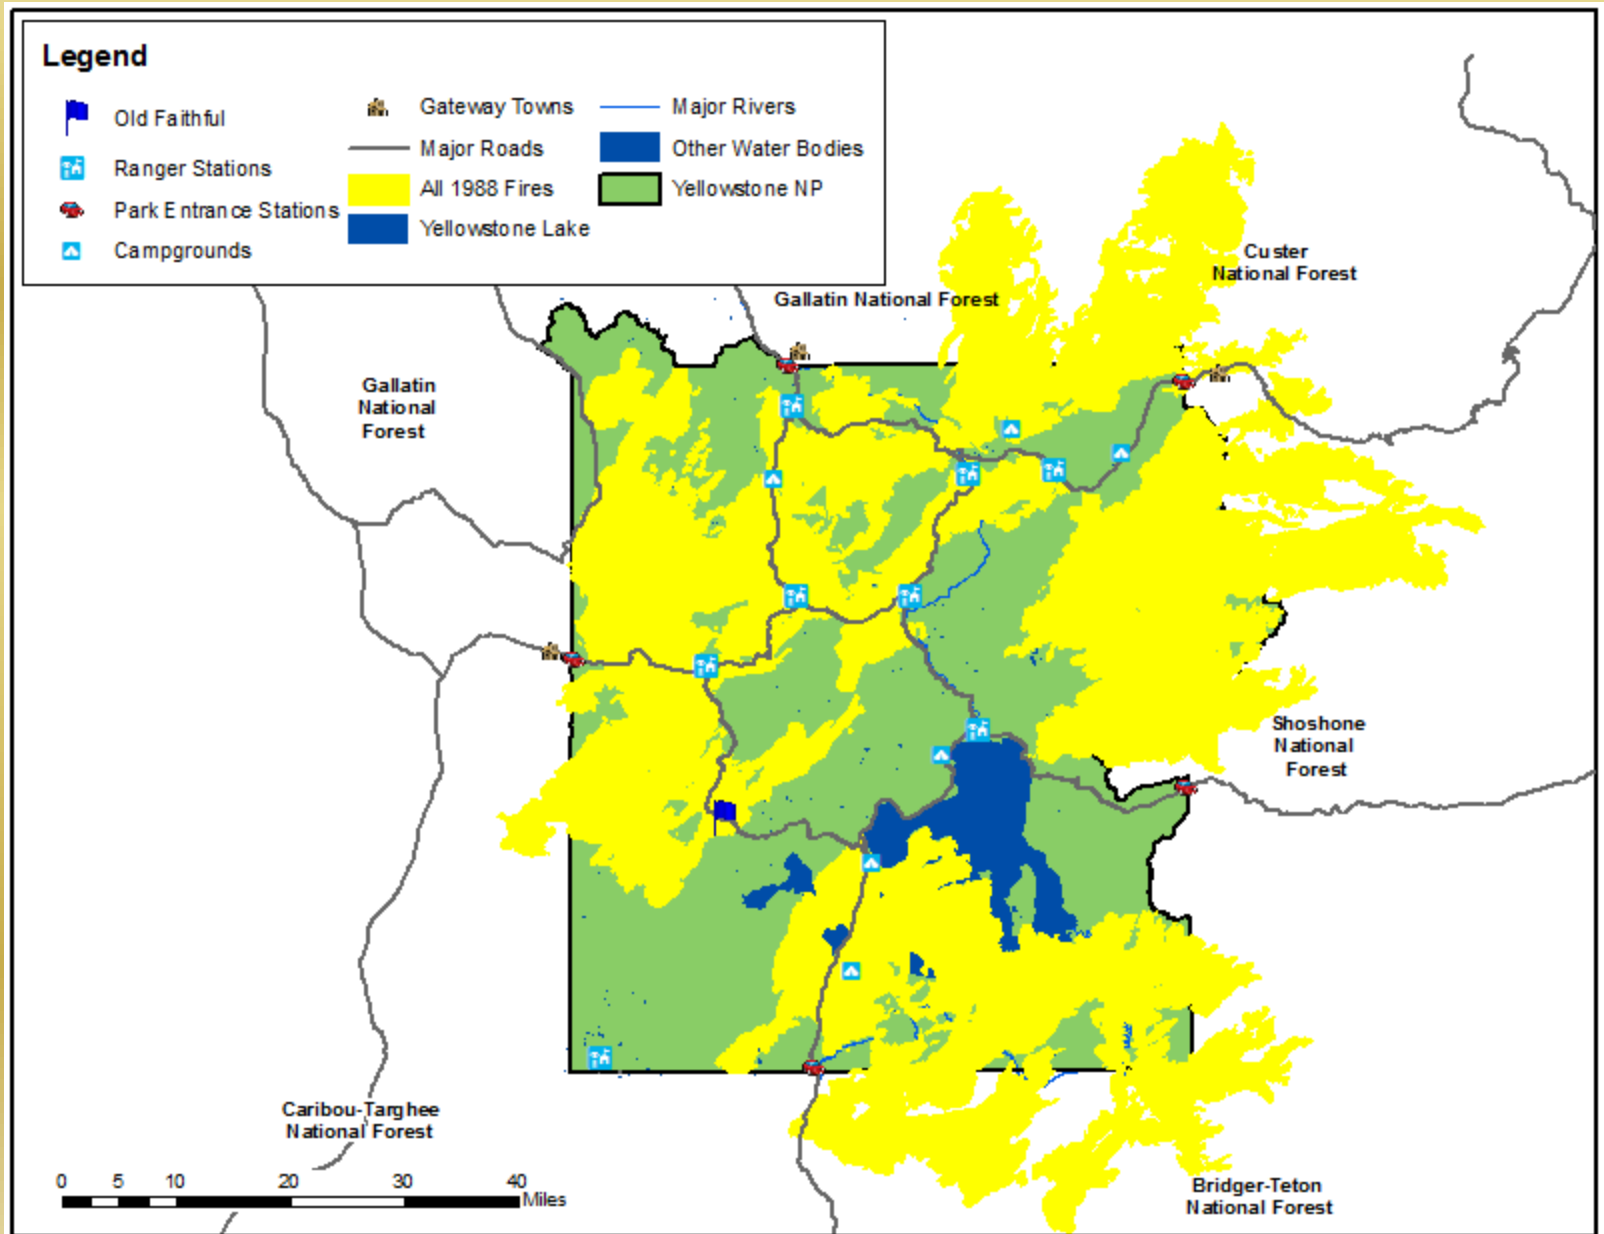 Legend
Old Faithful
Ranger Stations
Park Entrance Stations
Campgrounds
Gateway Towns
Major Roads
All 1988 Fires
Yellowstone Lake
Major Rivers
Other Water Bodies
Yellowstone NP
Custer
National Forest
Gallatin National Forest
Gallatin
National
Forest
Shoshone
National
Forest
Caribou-Targhee
National Forest
Bridger-Teton
National Forest
0 5 10 20 30 40
Miles